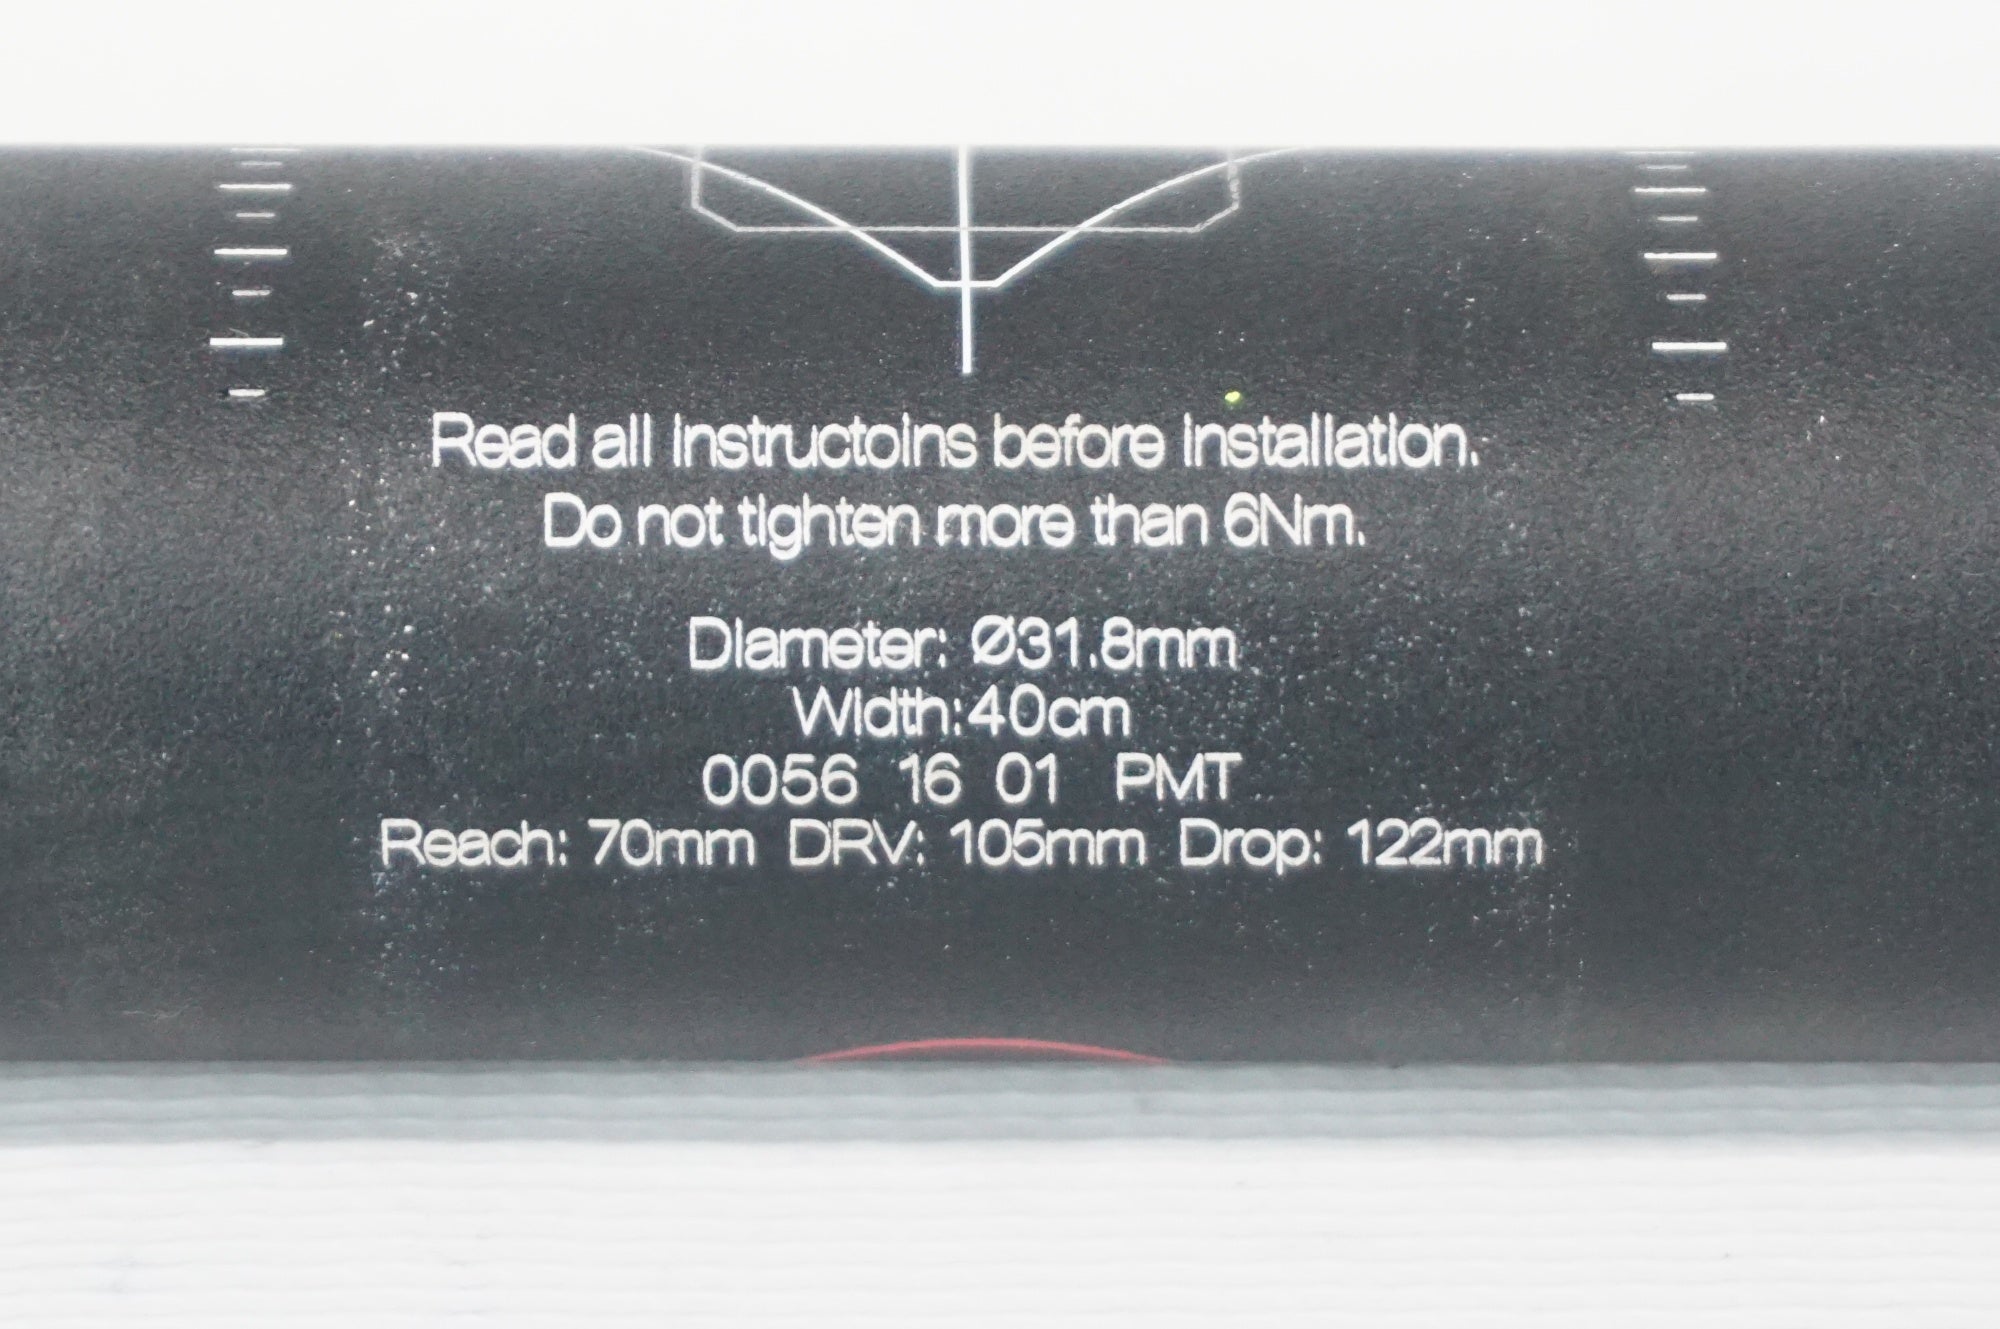 Read all instructoins before installation.
Do not tighten more than 6Nm.
Diameter: Ø31.8mm
Width:40cm
0056 16 01 PMT
Reach: 70mm DRV: 105mm Drop: 122mm